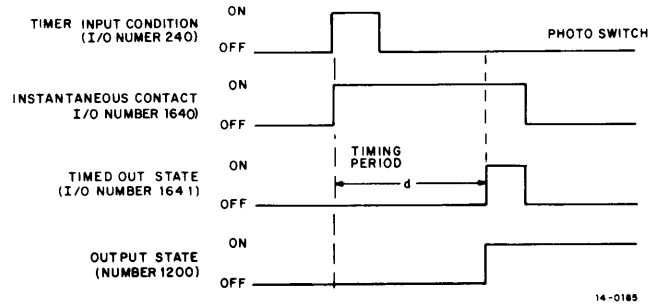 TIMER INPUT CONDITION
(I/O NUMER 240)
ON
OFF
PHOTO SWITCH
INSTANTANEOUS CONTACT
I/O NUMBER 1640)
ON
OFF
TIMED OUT STATE
(I/O NUMBER 1641)
ON
OFF
TIMING
PERIOD
d
OUTPUT STATE
(NUMBER 1200)
ON
OFF
14-0185